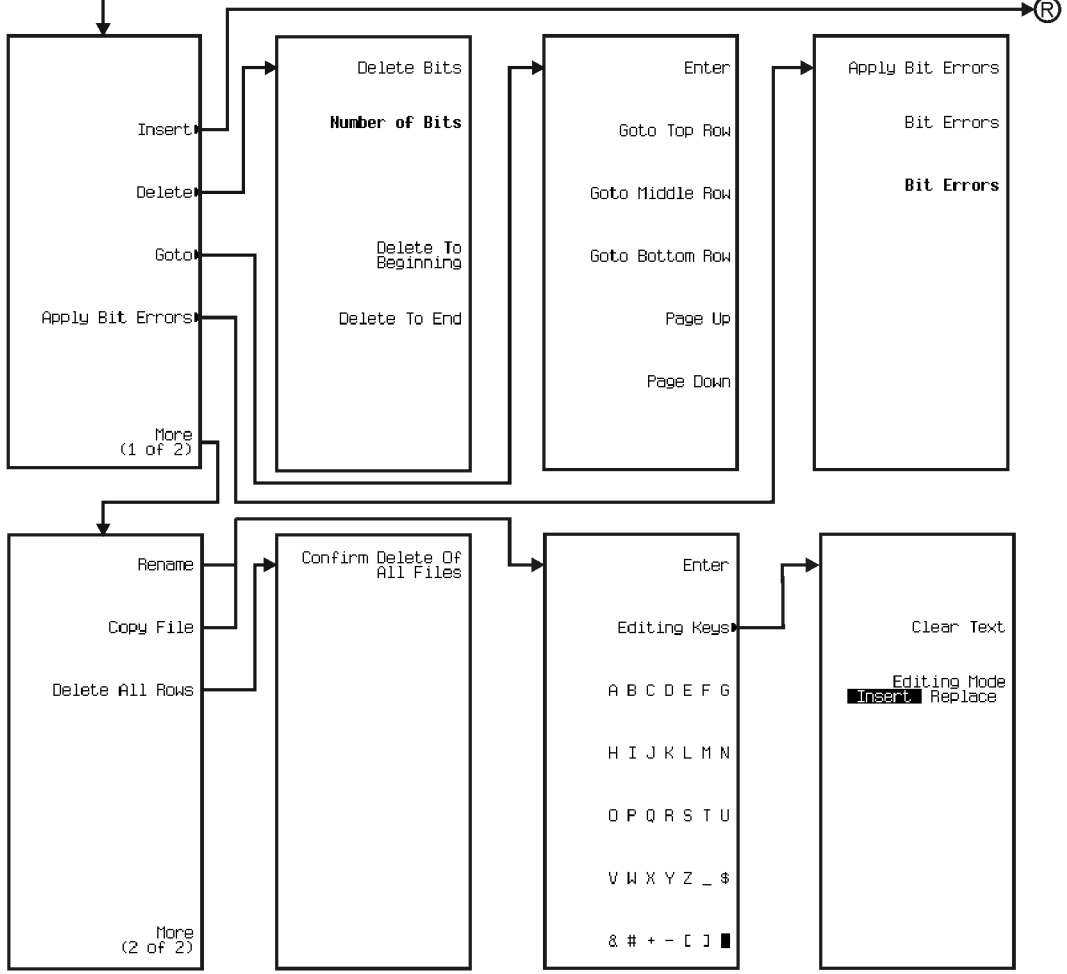 R
Insert
Delete
Goto
Apply Bit Errors
More
(1 of 2)
Delete Bits
Number of Bits
Delete To
Beginning
Delete To End
Enter
Goto Top Row
Goto Middle Row
Goto Bottom Row
Page Up
Page Down
Apply Bit Errors
Bit Errors
Bit Errors
Rename
Copy File
Delete All Rows
More
(2 of 2)
Confirm Delete Of
All Files
Enter
Editing Keys
A B C D E F G
H I J K L M N
O P Q R S T U
V W X Y Z _ $
& # + - [ ] █
Clear Text
Editing Mode
Insert Replace